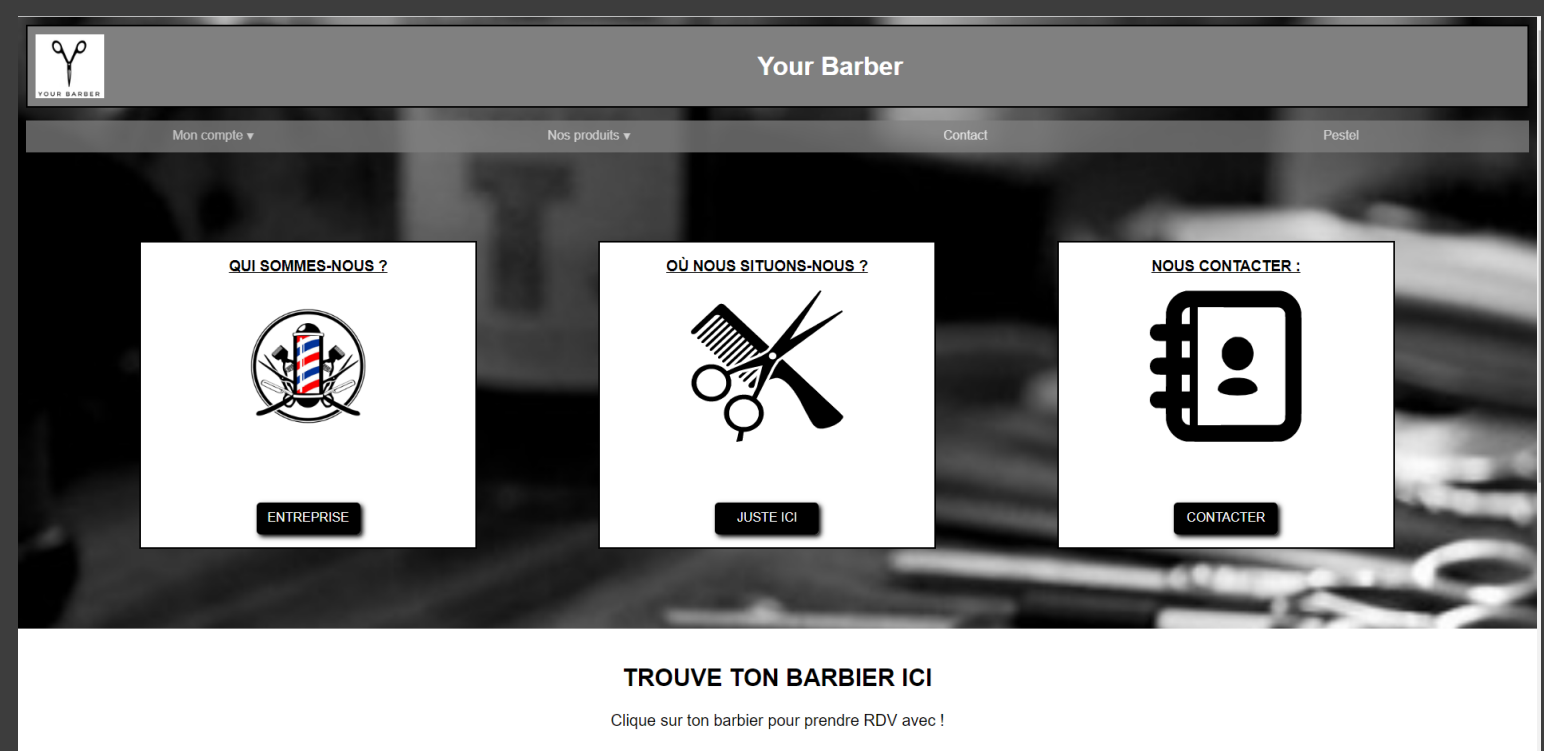 YOUR BARBER
Your Barber
Mon compte ▾
Nos produits ▾
Contact
Pestel
QUI SOMMES-NOUS ?
OÙ NOUS SITUONS-NOUS ?
NOUS CONTACTER :
ENTREPRISE
JUSTE ICI
CONTACTER
TROUVE TON BARBIER ICI
Clique sur ton barbier pour prendre RDV avec !